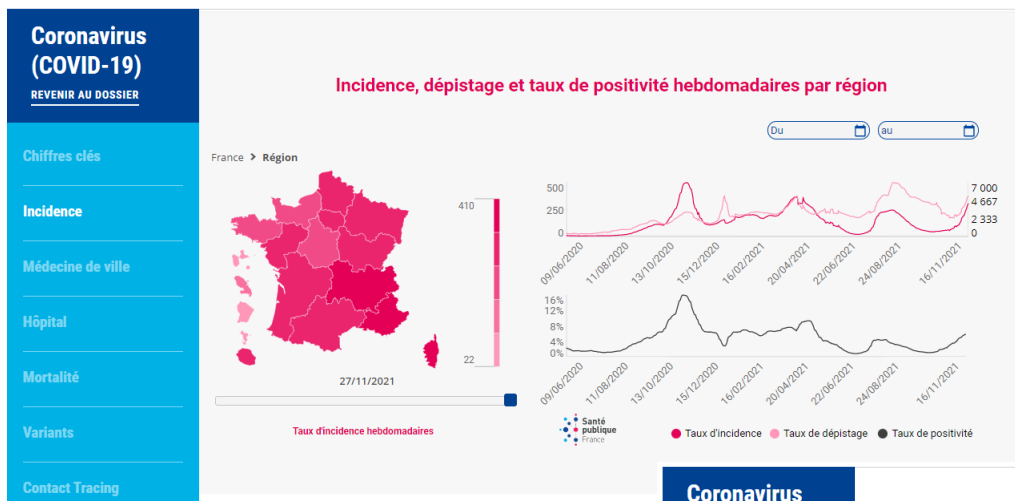 Coronavirus
(COVID-19)
REVENIR AU DOSSIER
Chiffres clés
Incidence
Médecine de ville
Hôpital
Mortalité
Variants
Contact Tracing
Incidence, dépistage et taux de positivité hebdomadaires par région
Du
au
France > Région
410
22
27/11/2021
Taux d'incidence hebdomadaires
500
250
0
7 000
4 667
2 333
0
09/06/2020
11/08/2020
13/10/2020
15/12/2020
16/02/2021
20/04/2021
22/06/2021
24/08/2021
16/11/2021
16%
12%
8%
4%
0%
09/06/2020
11/08/2020
13/10/2020
15/12/2020
16/02/2021
20/04/2021
22/06/2021
24/08/2021
16/11/2021
Santé
publique
France
Taux d'incidence
Taux de dépistage
Taux de positivité
Coronavirus